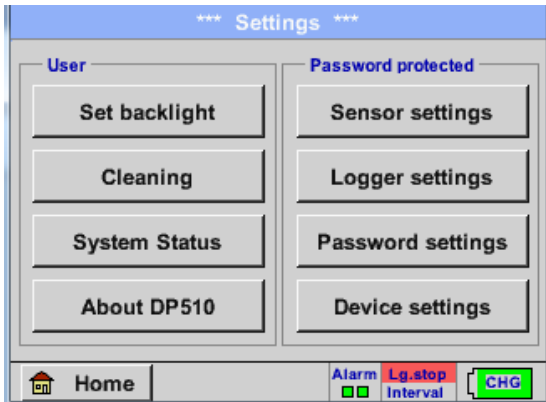 *** Settings ***
User
Set backlight
Cleaning
System Status
About DP510
Password protected
Sensor settings
Logger settings
Password settings
Device settings
Home
Alarm
Lg.stop
Interval
CHG